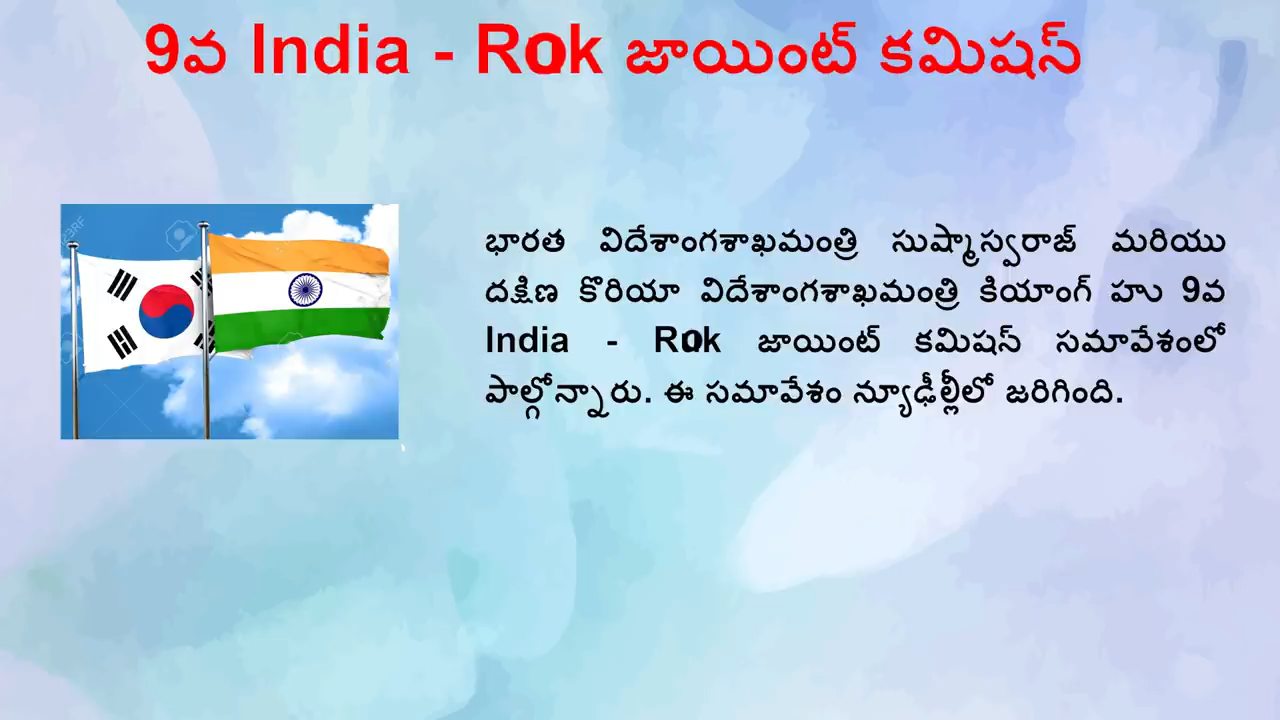 9వ India - Rok జాయింట్ కమిషన్
భారత విదేశాంగశాఖమంత్రి సుష్మాస్వరాజ్ మరియు
దక్షిణ కొరియా విదేశాంగశాఖమంత్రి కియాంగ్ హు 9వ
India - Rok జాయింట్ కమిషన్ సమావేశంలో
పాల్గోన్నారు. ఈ సమావేశం న్యూఢీల్లీలో జరిగింది.